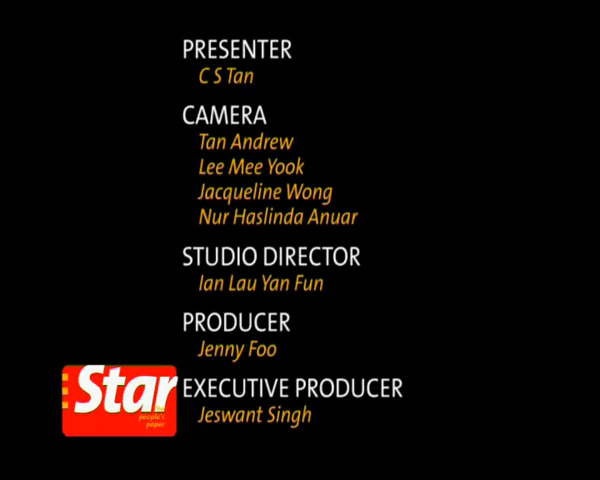 PRESENTER
C S Tan
CAMERA
Tan Andrew
Lee Mee Yook
Jacqueline Wong
Nur Haslinda Anuar
STUDIO DIRECTOR
Ian Lau Yan Fun
PRODUCER
Jenny Foo
EXECUTIVE PRODUCER
Jeswant Singh
Star
the
people's
paper